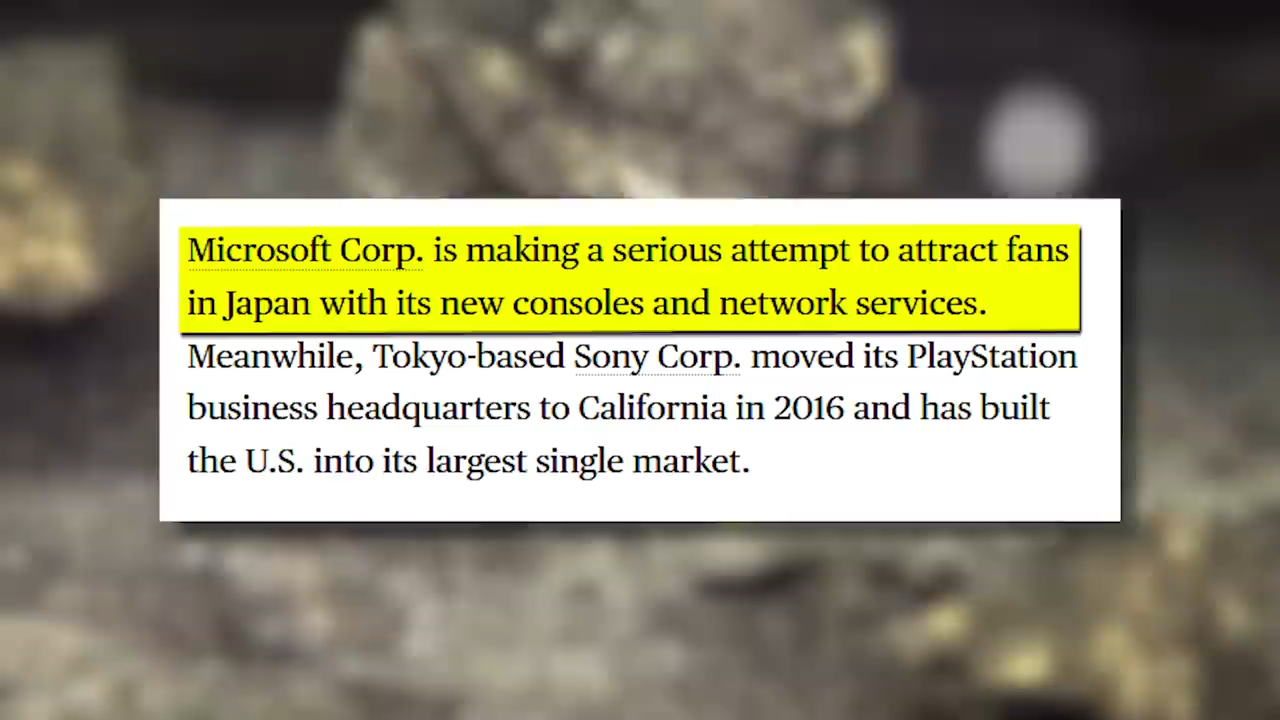 Microsoft Corp. is making a serious attempt to attract fans
in Japan with its new consoles and network services.
Meanwhile, Tokyo-based Sony Corp. moved its PlayStation
business headquarters to California in 2016 and has built
the U.S. into its largest single market.